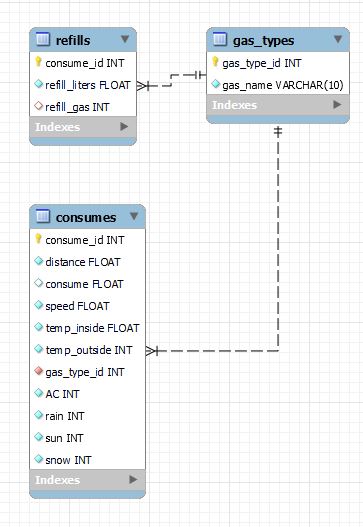 refills
consume_id INT
refill_liters FLOAT
refill_gas INT
Indexes
gas_types
gas_type_id INT
gas_name VARCHAR(10)
Indexes
consumes
consume_id INT
distance FLOAT
consume FLOAT
speed FLOAT
temp_inside FLOAT
temp_outside INT
gas_type_id INT
AC INT
rain INT
sun INT
snow INT
Indexes